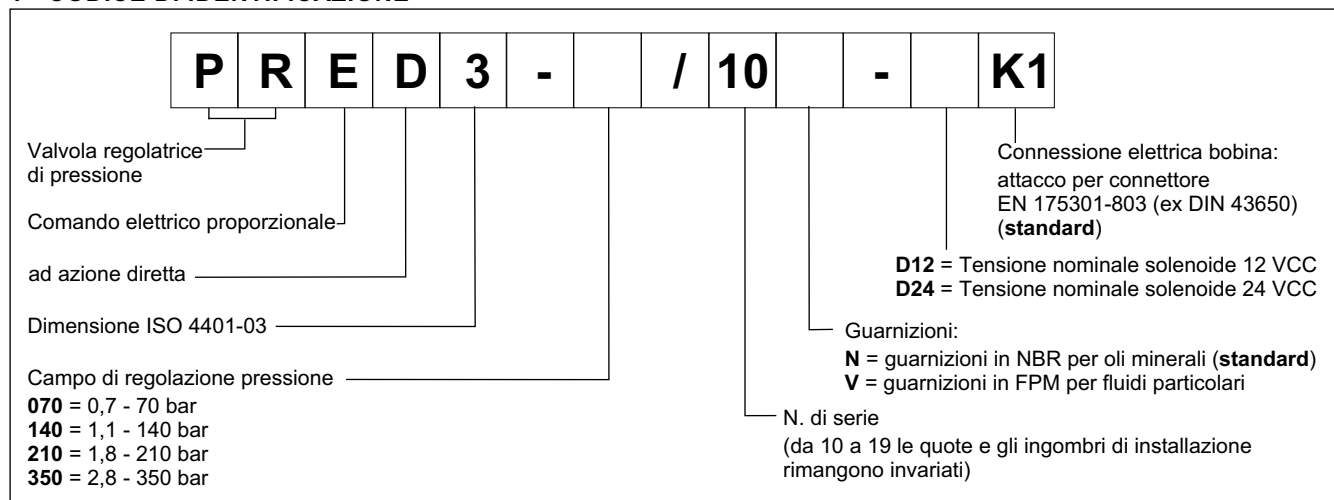 PRED3- /10 - K1
Valvola regolatrice
di pressione
Comando elettrico proporzionale
ad azione diretta
Dimensione ISO 4401-03
Campo di regolazione pressione
070 = 0,7 - 70 bar
140 = 1,1 - 140 bar
210 = 1,8 - 210 bar
350 = 2,8 - 350 bar
Connessione elettrica bobina:
attacco per connettore
EN 175301-803 (ex DIN 43650)
(standard)
D12 = Tensione nominale solenoide 12 VCC
D24 = Tensione nominale solenoide 24 VCC
Guarnizioni:
N = guarnizioni in NBR per oli minerali (standard)
V = guarnizioni in FPM per fluidi particolari
N. di serie
(da 10 a 19 le quote e gli ingombri di installazione
rimangono invariati)